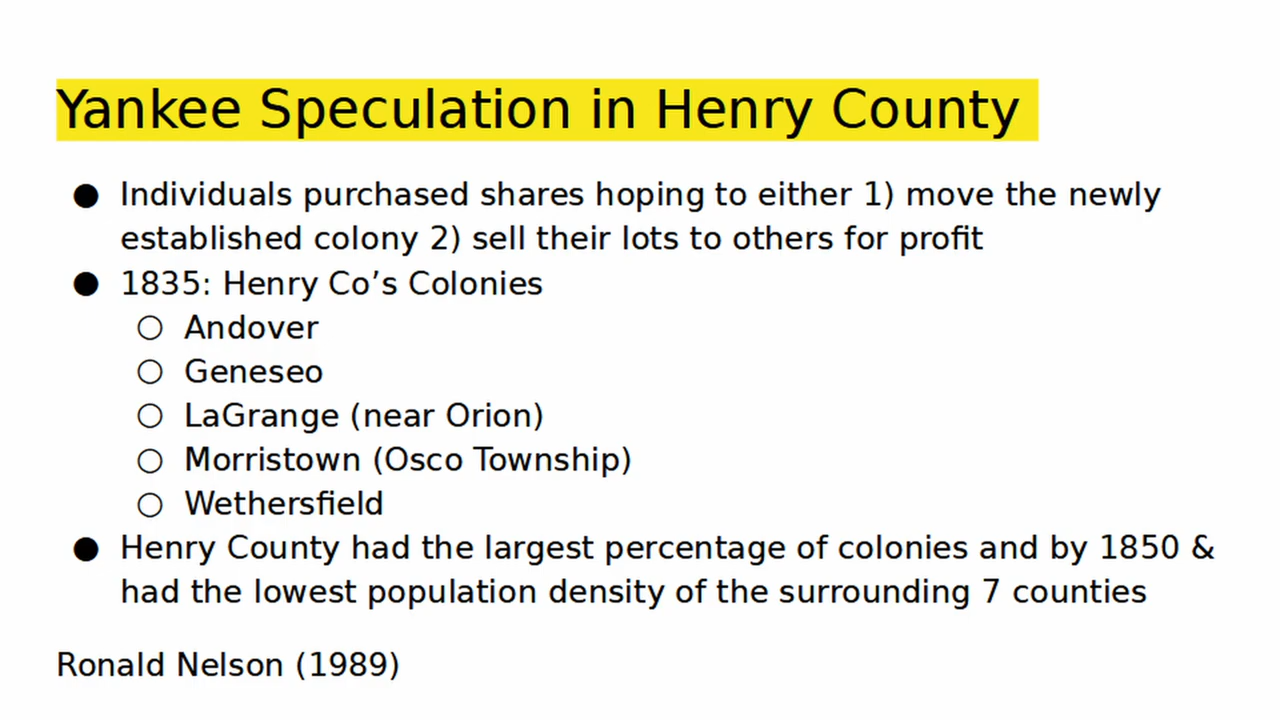 Yankee Speculation in Henry County
● Individuals purchased shares hoping to either 1) move the newly
established colony 2) sell their lots to others for profit
● 1835: Henry Co’s Colonies
○ Andover
○ Geneseo
○ LaGrange (near Orion)
○ Morristown (Osco Township)
○ Wethersfield
● Henry County had the largest percentage of colonies and by 1850 &
had the lowest population density of the surrounding 7 counties
Ronald Nelson (1989)